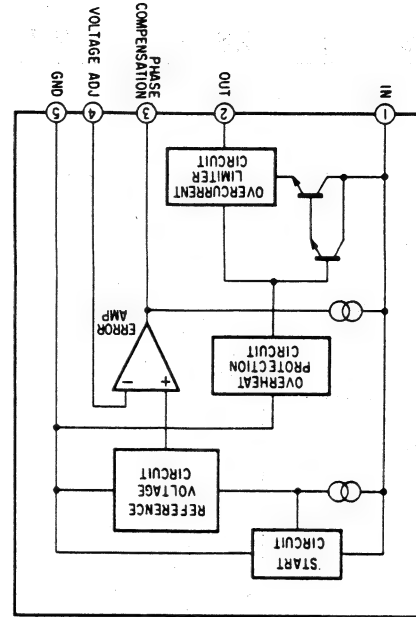 START
CIRCUIT
REFERENCE
VOLTAGE
CIRCUIT
OVERHEAT
PROTECTION
CIRCUIT
+ −
ERROR
AMP
OVERCURRENT
LIMITER
CIRCUIT
1
IN
2
OUT
3
PHASE
COMPENSATION
4
VOLTAGE ADJ
5
GND